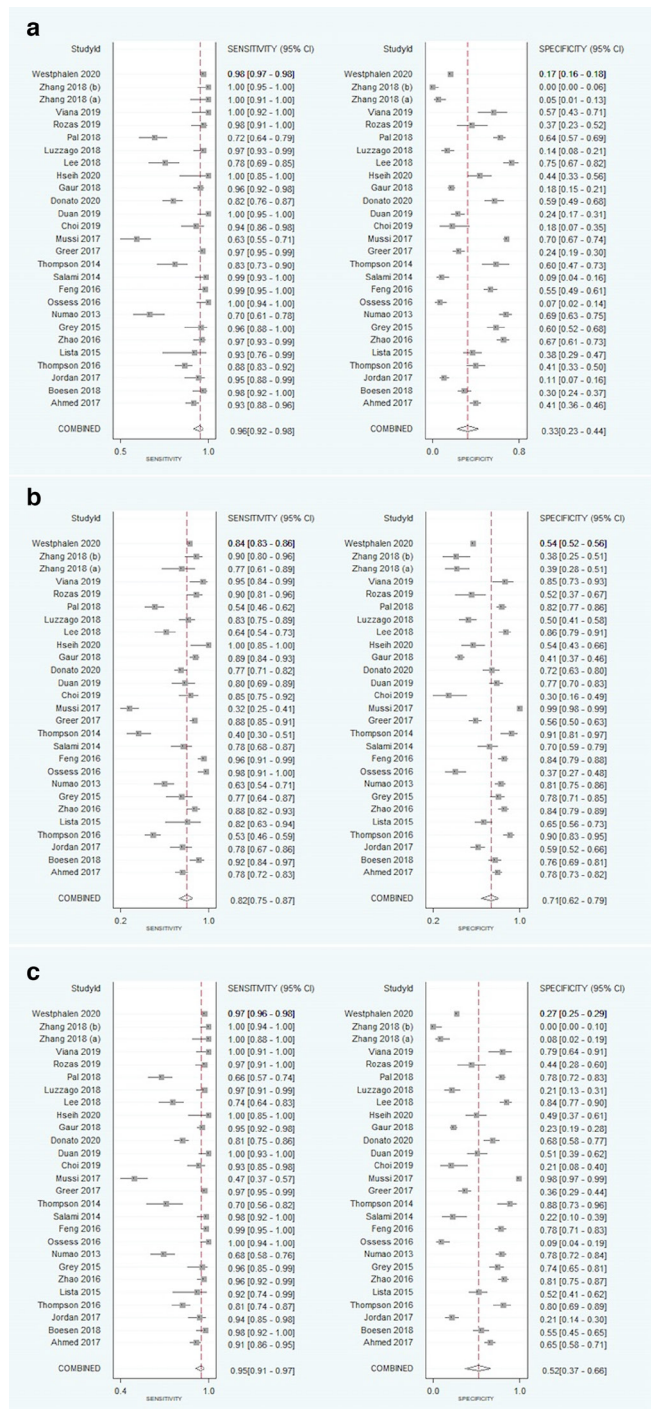 a
StudyId SENSITIVITY (95% CI) StudyId SPECIFICITY (95% CI)
Westphalen 2020 0.98 [0.97 - 0.98] Westphalen 2020 0.17 [0.16 - 0.18]
Zhang 2018 (b) 1.00 [0.95 - 1.00] Zhang 2018 (b) 0.00 [0.00 - 0.06]
Zhang 2018 (a) 1.00 [0.89 - 1.00] Zhang 2018 (a) 0.05 [0.01 - 0.13]
Viana 2019 1.00 [0.92 - 1.00] Viana 2019 0.57 [0.43 - 0.71]
Rozas 2019 0.98 [0.91 - 1.00] Rozas 2019 0.37 [0.23 - 0.52]
Pal 2018 0.72 [0.64 - 0.79] Pal 2018 0.64 [0.57 - 0.69]
Luzzago 2018 0.97 [0.93 - 0.99] Luzzago 2018 0.14 [0.08 - 0.21]
Lee 2018 0.78 [0.69 - 0.85] Lee 2018 0.75 [0.67 - 0.82]
Hseih 2020 1.00 [0.85 - 1.00] Hseih 2020 0.44 [0.33 - 0.56]
Gaur 2018 0.96 [0.92 - 0.98] Gaur 2018 0.18 [0.15 - 0.21]
Donato 2020 0.82 [0.76 - 0.87] Donato 2020 0.59 [0.49 - 0.68]
Duan 2019 1.00 [0.95 - 1.00] Duan 2019 0.24 [0.17 - 0.31]
Choi 2019 0.94 [0.86 - 0.98] Choi 2019 0.18 [0.07 - 0.35]
Mussi 2017 0.63 [0.55 - 0.71] Mussi 2017 0.70 [0.67 - 0.74]
Greer 2017 0.97 [0.95 - 0.99] Greer 2017 0.24 [0.19 - 0.30]
Thompson 2014 0.83 [0.73 - 0.90] Thompson 2014 0.60 [0.47 - 0.73]
Salami 2014 0.99 [0.93 - 1.00] Salami 2014 0.09 [0.04 - 0.16]
Feng 2016 0.99 [0.95 - 1.00] Feng 2016 0.55 [0.49 - 0.61]
Ossess 2016 1.00 [0.94 - 1.00] Ossess 2016 0.07 [0.02 - 0.14]
Numao 2013 0.70 [0.61 - 0.78] Numao 2013 0.69 [0.63 - 0.75]
Grey 2015 0.96 [0.88 - 1.00] Grey 2015 0.60 [0.52 - 0.68]
Zhao 2016 0.97 [0.93 - 0.99] Zhao 2016 0.67 [0.61 - 0.73]
Lista 2015 0.93 [0.76 - 0.99] Lista 2015 0.38 [0.29 - 0.47]
Thompson 2016 0.88 [0.83 - 0.92] Thompson 2016 0.41 [0.33 - 0.50]
Jordan 2017 0.95 [0.88 - 0.99] Jordan 2017 0.11 [0.07 - 0.16]
Boesen 2018 0.98 [0.92 - 1.00] Boesen 2018 0.30 [0.24 - 0.37]
Ahmed 2017 0.93 [0.88 - 0.96] Ahmed 2017 0.41 [0.36 - 0.46]
COMBINED 0.96[0.92 - 0.98] COMBINED 0.33[0.23 - 0.44]
0.5 1.0 0.0 0.8
SENSITIVITY SPECIFICITY
b
StudyId SENSITIVITY (95% CI) StudyId SPECIFICITY (95% CI)
Westphalen 2020 0.84 [0.83 - 0.86] Westphalen 2020 0.54 [0.52 - 0.56]
Zhang 2018 (b) 0.90 [0.80 - 0.96] Zhang 2018 (b) 0.38 [0.25 - 0.51]
Zhang 2018 (a) 0.77 [0.61 - 0.89] Zhang 2018 (a) 0.39 [0.28 - 0.51]
Viana 2019 0.95 [0.84 - 0.99] Viana 2019 0.85 [0.73 - 0.93]
Rozas 2019 0.90 [0.81 - 0.96] Rozas 2019 0.52 [0.37 - 0.67]
Pal 2018 0.54 [0.46 - 0.62] Pal 2018 0.82 [0.77 - 0.86]
Luzzago 2018 0.83 [0.75 - 0.89] Luzzago 2018 0.50 [0.41 - 0.58]
Lee 2018 0.64 [0.54 - 0.73] Lee 2018 0.86 [0.79 - 0.91]
Hseih 2020 1.00 [0.85 - 1.00] Hseih 2020 0.54 [0.43 - 0.66]
Gaur 2018 0.89 [0.84 - 0.93] Gaur 2018 0.41 [0.37 - 0.46]
Donato 2020 0.77 [0.71 - 0.82] Donato 2020 0.72 [0.63 - 0.80]
Duan 2019 0.80 [0.69 - 0.89] Duan 2019 0.77 [0.70 - 0.83]
Choi 2019 0.85 [0.75 - 0.92] Choi 2019 0.30 [0.16 - 0.49]
Mussi 2017 0.32 [0.25 - 0.41] Mussi 2017 0.99 [0.98 - 0.99]
Greer 2017 0.88 [0.85 - 0.91] Greer 2017 0.56 [0.50 - 0.63]
Thompson 2014 0.40 [0.30 - 0.51] Thompson 2014 0.91 [0.81 - 0.97]
Salami 2014 0.78 [0.68 - 0.87] Salami 2014 0.70 [0.59 - 0.79]
Feng 2016 0.96 [0.91 - 0.99] Feng 2016 0.84 [0.79 - 0.88]
Ossess 2016 0.98 [0.91 - 1.00] Ossess 2016 0.37 [0.27 - 0.48]
Numao 2013 0.63 [0.54 - 0.71] Numao 2013 0.81 [0.75 - 0.86]
Grey 2015 0.77 [0.64 - 0.87] Grey 2015 0.78 [0.71 - 0.85]
Zhao 2016 0.88 [0.82 - 0.93] Zhao 2016 0.84 [0.79 - 0.89]
Lista 2015 0.82 [0.63 - 0.94] Lista 2015 0.65 [0.56 - 0.73]
Thompson 2016 0.53 [0.46 - 0.59] Thompson 2016 0.90 [0.83 - 0.95]
Jordan 2017 0.78 [0.67 - 0.86] Jordan 2017 0.59 [0.52 - 0.66]
Boesen 2018 0.92 [0.84 - 0.97] Boesen 2018 0.76 [0.69 - 0.81]
Ahmed 2017 0.78 [0.72 - 0.83] Ahmed 2017 0.78 [0.73 - 0.82]
COMBINED 0.82[0.75 - 0.87] COMBINED 0.71[0.62 - 0.79]
0.2 1.0 0.2 1.0
SENSITIVITY SPECIFICITY
c
StudyId SENSITIVITY (95% CI) StudyId SPECIFICITY (95% CI)
Westphalen 2020 0.97 [0.96 - 0.98] Westphalen 2020 0.27 [0.25 - 0.29]
Zhang 2018 (b) 1.00 [0.94 - 1.00] Zhang 2018 (b) 0.00 [0.00 - 0.10]
Zhang 2018 (a) 1.00 [0.88 - 1.00] Zhang 2018 (a) 0.08 [0.02 - 0.19]
Viana 2019 1.00 [0.91 - 1.00] Viana 2019 0.79 [0.64 - 0.91]
Rozas 2019 0.97 [0.91 - 1.00] Rozas 2019 0.44 [0.28 - 0.60]
Pal 2018 0.66 [0.57 - 0.74] Pal 2018 0.78 [0.72 - 0.83]
Luzzago 2018 0.97 [0.91 - 0.99] Luzzago 2018 0.21 [0.13 - 0.31]
Lee 2018 0.74 [0.64 - 0.83] Lee 2018 0.84 [0.77 - 0.90]
Hseih 2020 1.00 [0.85 - 1.00] Hseih 2020 0.49 [0.37 - 0.61]
Gaur 2018 0.95 [0.92 - 0.98] Gaur 2018 0.23 [0.19 - 0.28]
Donato 2020 0.81 [0.75 - 0.86] Donato 2020 0.68 [0.58 - 0.77]
Duan 2019 1.00 [0.93 - 1.00] Duan 2019 0.51 [0.39 - 0.62]
Choi 2019 0.93 [0.85 - 0.98] Choi 2019 0.21 [0.08 - 0.40]
Mussi 2017 0.47 [0.37 - 0.57] Mussi 2017 0.98 [0.97 - 0.99]
Greer 2017 0.97 [0.95 - 0.99] Greer 2017 0.36 [0.29 - 0.44]
Thompson 2014 0.70 [0.56 - 0.82] Thompson 2014 0.88 [0.73 - 0.96]
Salami 2014 0.98 [0.92 - 1.00] Salami 2014 0.22 [0.10 - 0.39]
Feng 2016 0.99 [0.95 - 1.00] Feng 2016 0.78 [0.71 - 0.83]
Ossess 2016 1.00 [0.94 - 1.00] Ossess 2016 0.09 [0.04 - 0.19]
Numao 2013 0.68 [0.58 - 0.76] Numao 2013 0.78 [0.72 - 0.84]
Grey 2015 0.96 [0.85 - 0.99] Grey 2015 0.74 [0.65 - 0.81]
Zhao 2016 0.96 [0.92 - 0.99] Zhao 2016 0.81 [0.75 - 0.87]
Lista 2015 0.92 [0.74 - 0.99] Lista 2015 0.52 [0.41 - 0.62]
Thompson 2016 0.81 [0.74 - 0.87] Thompson 2016 0.80 [0.69 - 0.89]
Jordan 2017 0.94 [0.85 - 0.98] Jordan 2017 0.21 [0.14 - 0.30]
Boesen 2018 0.98 [0.92 - 1.00] Boesen 2018 0.55 [0.45 - 0.65]
Ahmed 2017 0.91 [0.86 - 0.95] Ahmed 2017 0.65 [0.58 - 0.71]
COMBINED 0.95[0.91 - 0.97] COMBINED 0.52[0.37 - 0.66]
0.4 1.0 0.0 1.0
SENSITIVITY SPECIFICITY